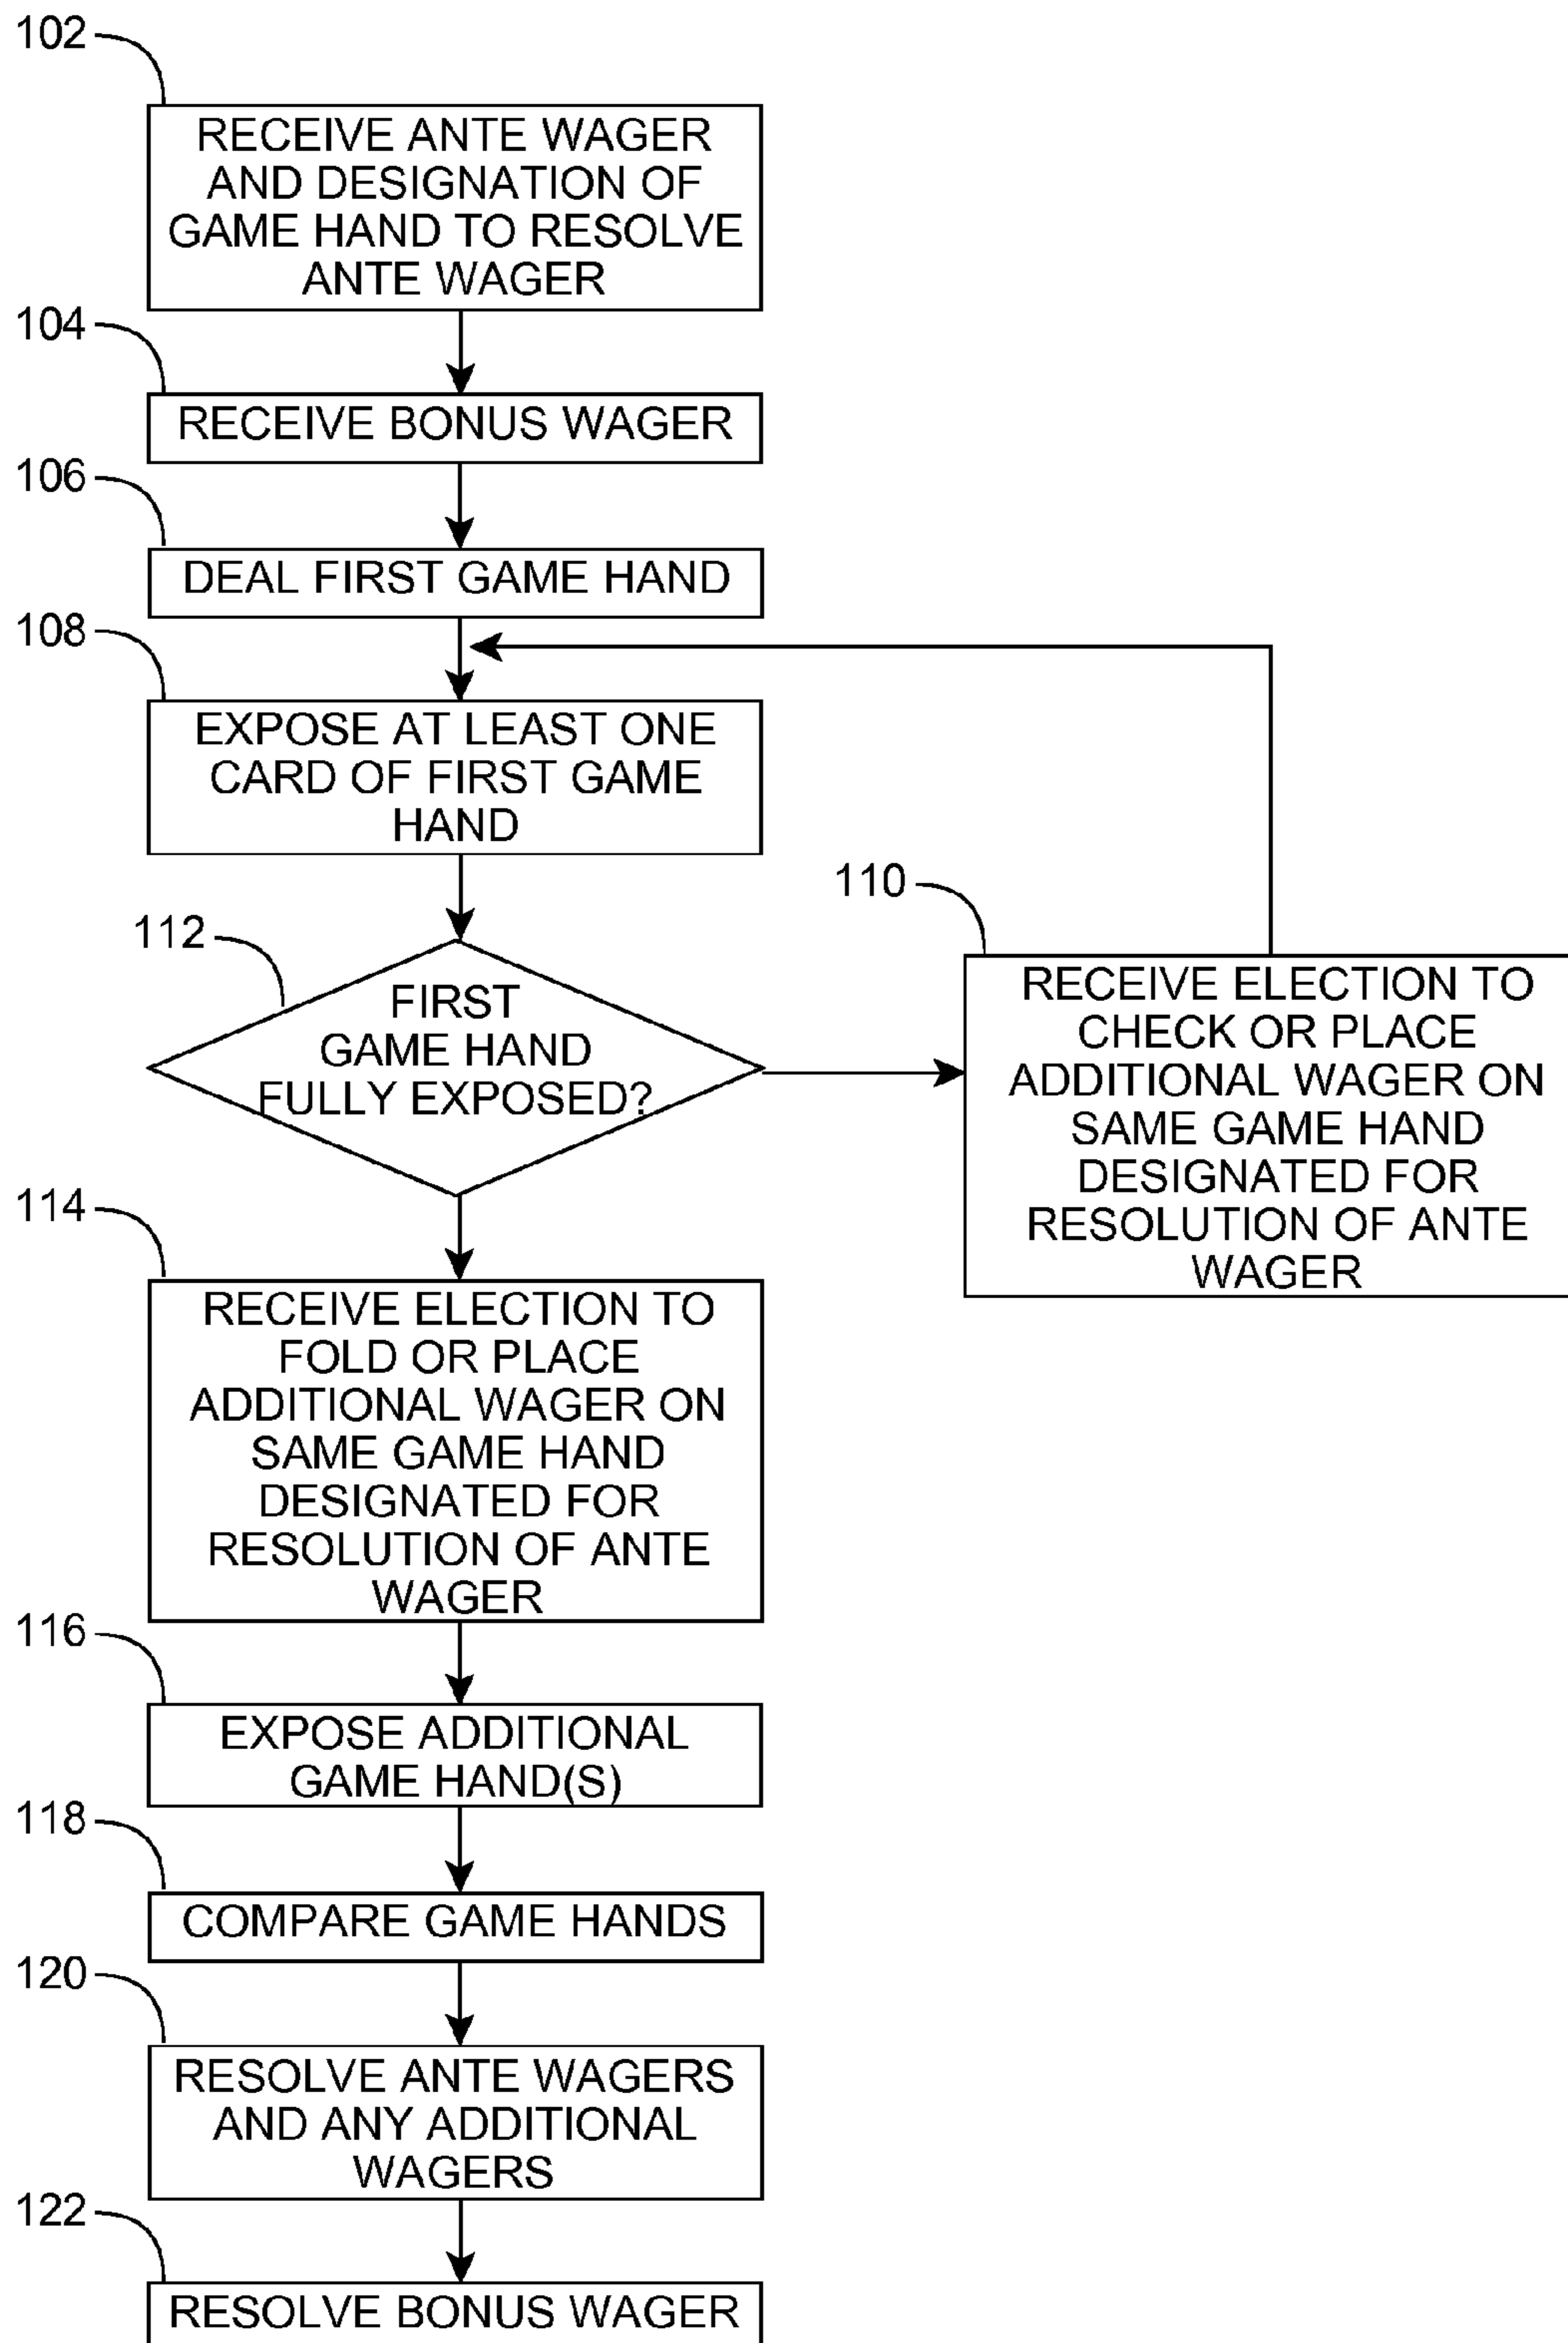 102
RECEIVE ANTE WAGER
AND DESIGNATION OF
GAME HAND TO RESOLVE
ANTE WAGER
104
RECEIVE BONUS WAGER
106
DEAL FIRST GAME HAND
108
EXPOSE AT LEAST ONE
CARD OF FIRST GAME
HAND
112
FIRST
GAME HAND
FULLY EXPOSED?
110
RECEIVE ELECTION TO
CHECK OR PLACE
ADDITIONAL WAGER ON
SAME GAME HAND
DESIGNATED FOR
RESOLUTION OF ANTE
WAGER
114
RECEIVE ELECTION TO
FOLD OR PLACE
ADDITIONAL WAGER ON
SAME GAME HAND
DESIGNATED FOR
RESOLUTION OF ANTE
WAGER
116
EXPOSE ADDITIONAL
GAME HAND(S)
118
COMPARE GAME HANDS
120
RESOLVE ANTE WAGERS
AND ANY ADDITIONAL
WAGERS
122
RESOLVE BONUS WAGER